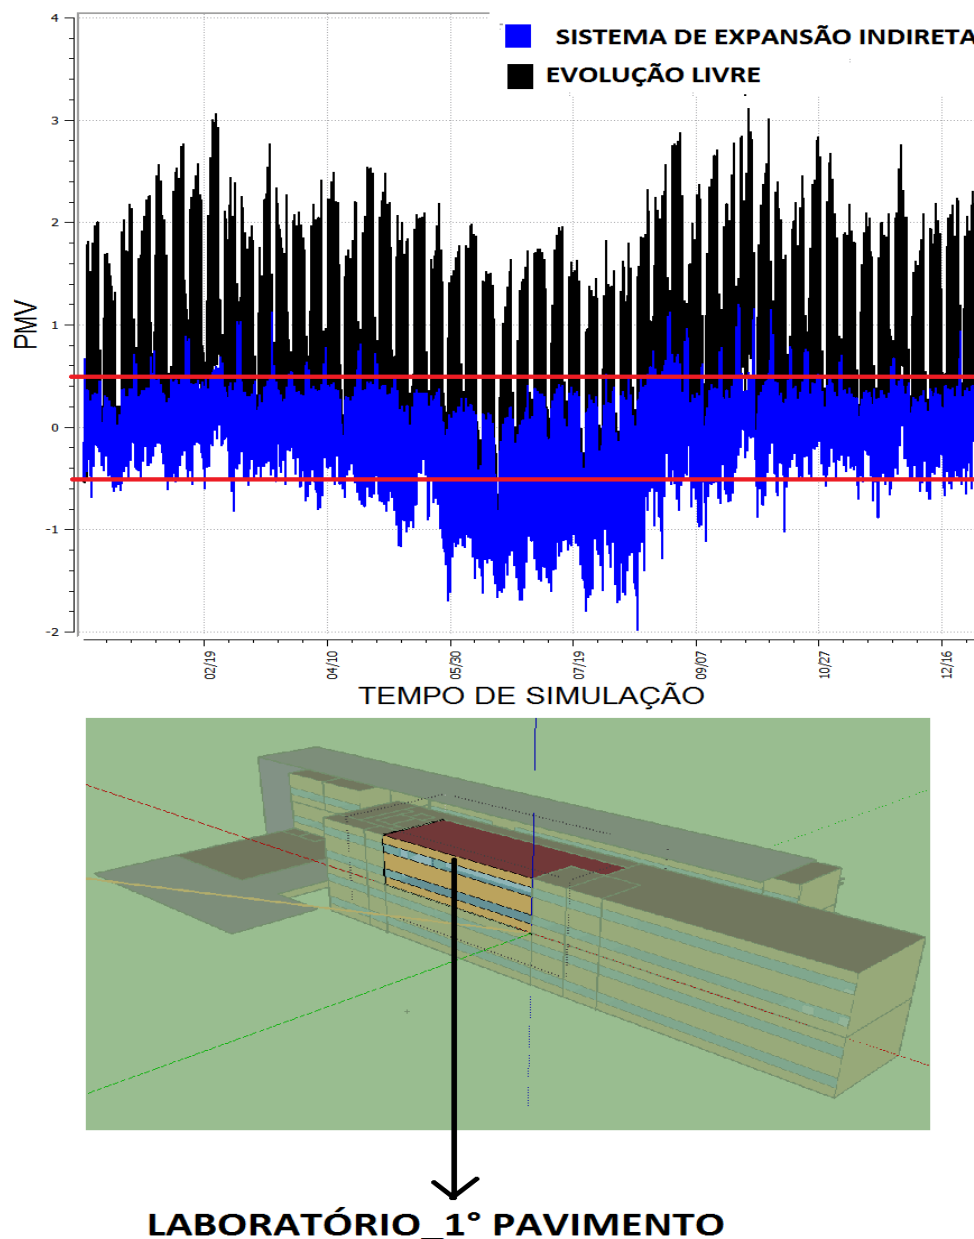 SISTEMA DE EXPANSÃO INDIRETA
EVOLUÇÃO LIVRE
4
3
2
1
0
-1
-2
PMV
02/19
04/10
05/30
07/19
09/07
10/27
12/16
TEMPO DE SIMULAÇÃO
LABORATÓRIO_1° PAVIMENTO